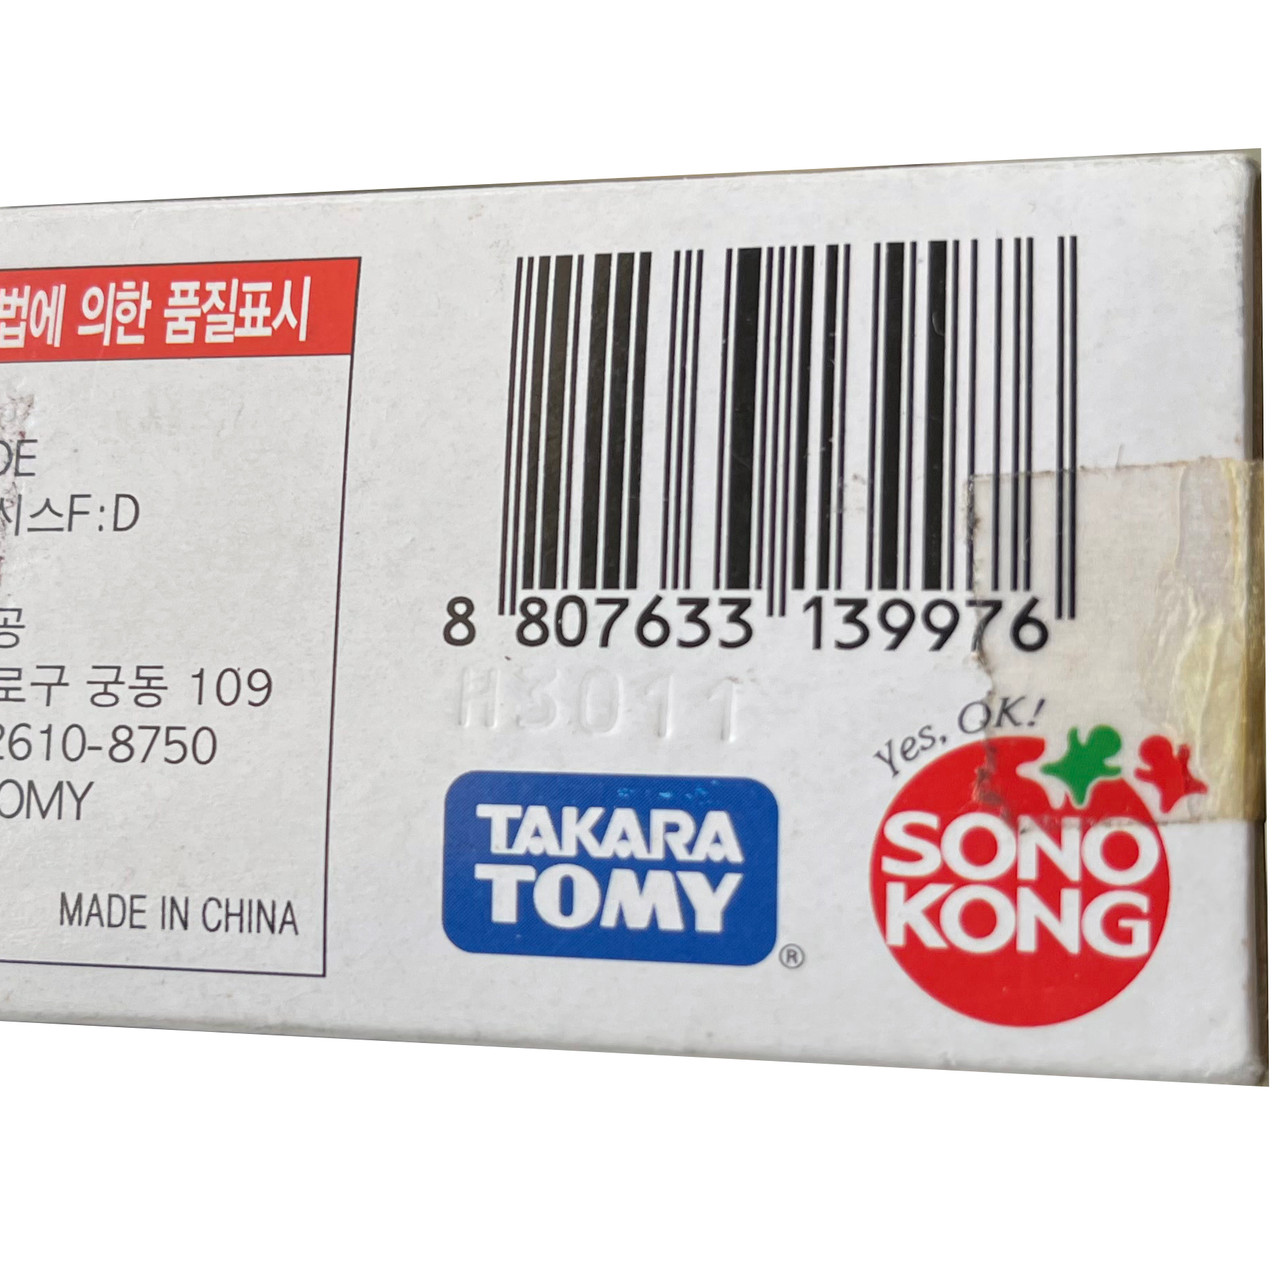 법에 의한 품질표시
DE
시스F:D
공
로구 궁동 109
2610-8750
OMY
MADE IN CHINA
8 807633 139976
H3011
TAKARA
TOMY
®
Yes, OK!
SONO
KONG